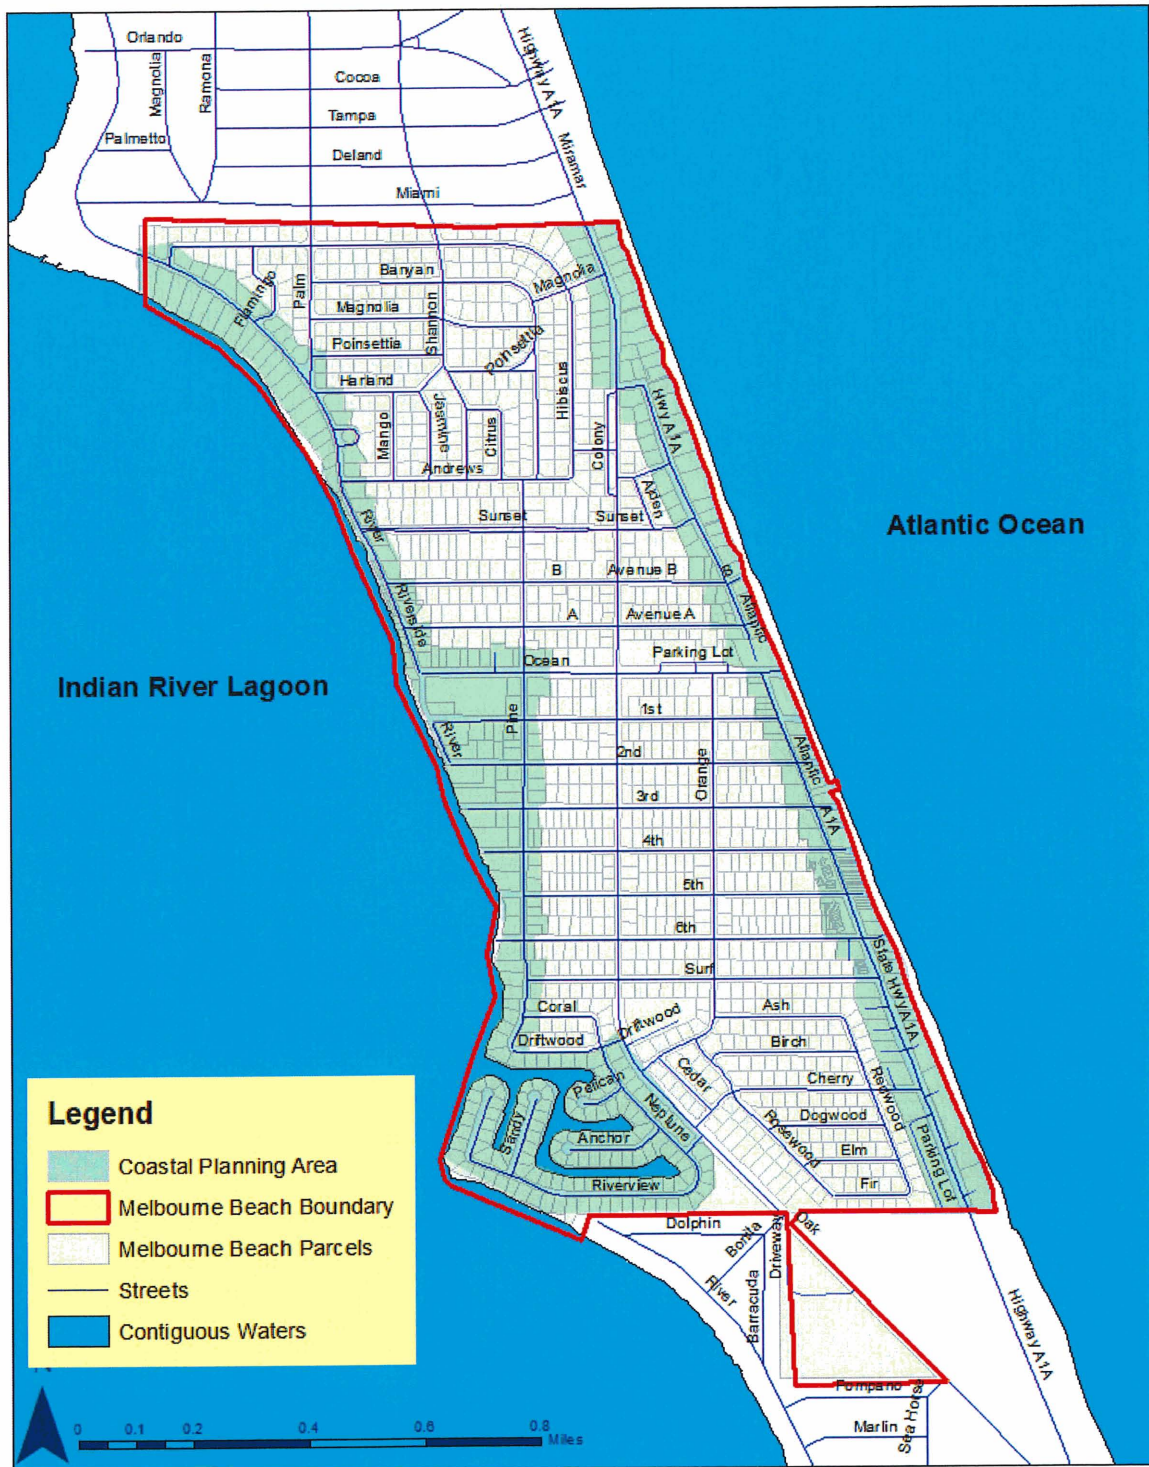 Orlando
Magnolia
Ramona
Highway A1A
Cocoa
Tampa
Palmetto
Deland
Miramar
Miami
Banyan
Magnolia
Flamingo
Palm
Magnolia
Shannon
Poinsettia
Poinsettia
Harland
Hibiscus
Jasmine
Mango
Citrus
Hwy A1A
Colony
Andrews
Alden
Sunset
Sunset
River
Atlantic Ocean
B
Avenue B
B
Riverside
A
Avenue A
Atlantic
Ocean
Parking Lot
Indian River Lagoon
1st
Pine
River
2nd
Orange
Atlantic
3rd
A1A
4th
5th
6th
State Hwy A1A
Surf
Coral
Driftwood
Ash
Driftwood
Birch
Cedar
Pelican
Cherry
Redwood
Neptune
Dogwood
Sandy
Anchor
Rosewood
Elm
Parking Lot
Riverview
Fir
Dolphin
Bonita
Driveway
Oak
River
Barracuda
Highway A1A
Pompano
Marlin
Sea Horse
Legend
Coastal Planning Area
Melbourne Beach Boundary
Melbourne Beach Parcels
Streets
Contiguous Waters
0 0.1 0.2 0.4 0.6 0.8
Miles